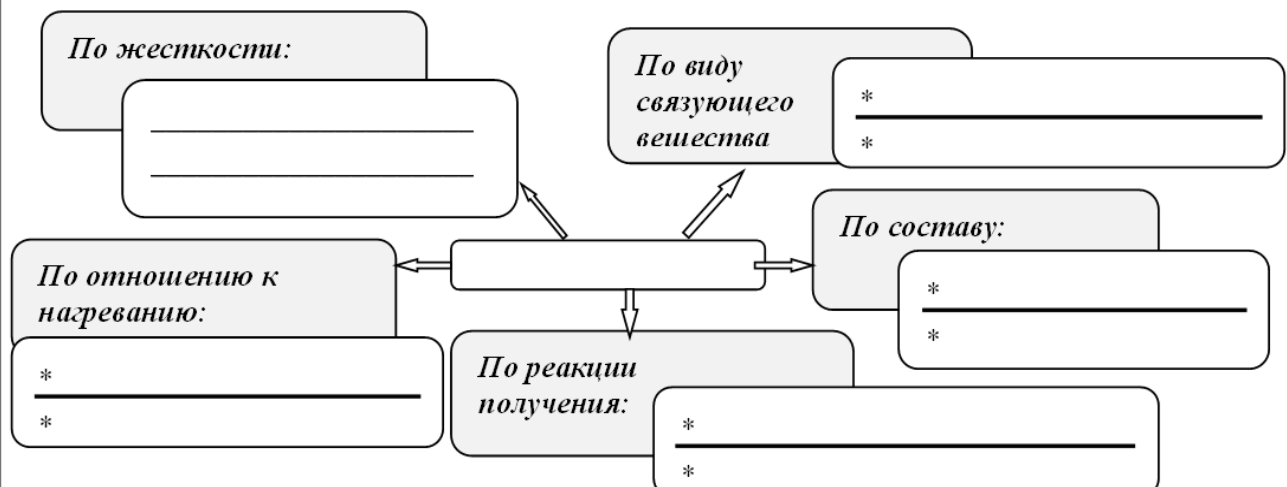 По жесткости:
По виду
связующего
вещества
*
*
По составу:
*
*
По отношению к
нагреванию:
*
*
По реакции
получения:
*
*